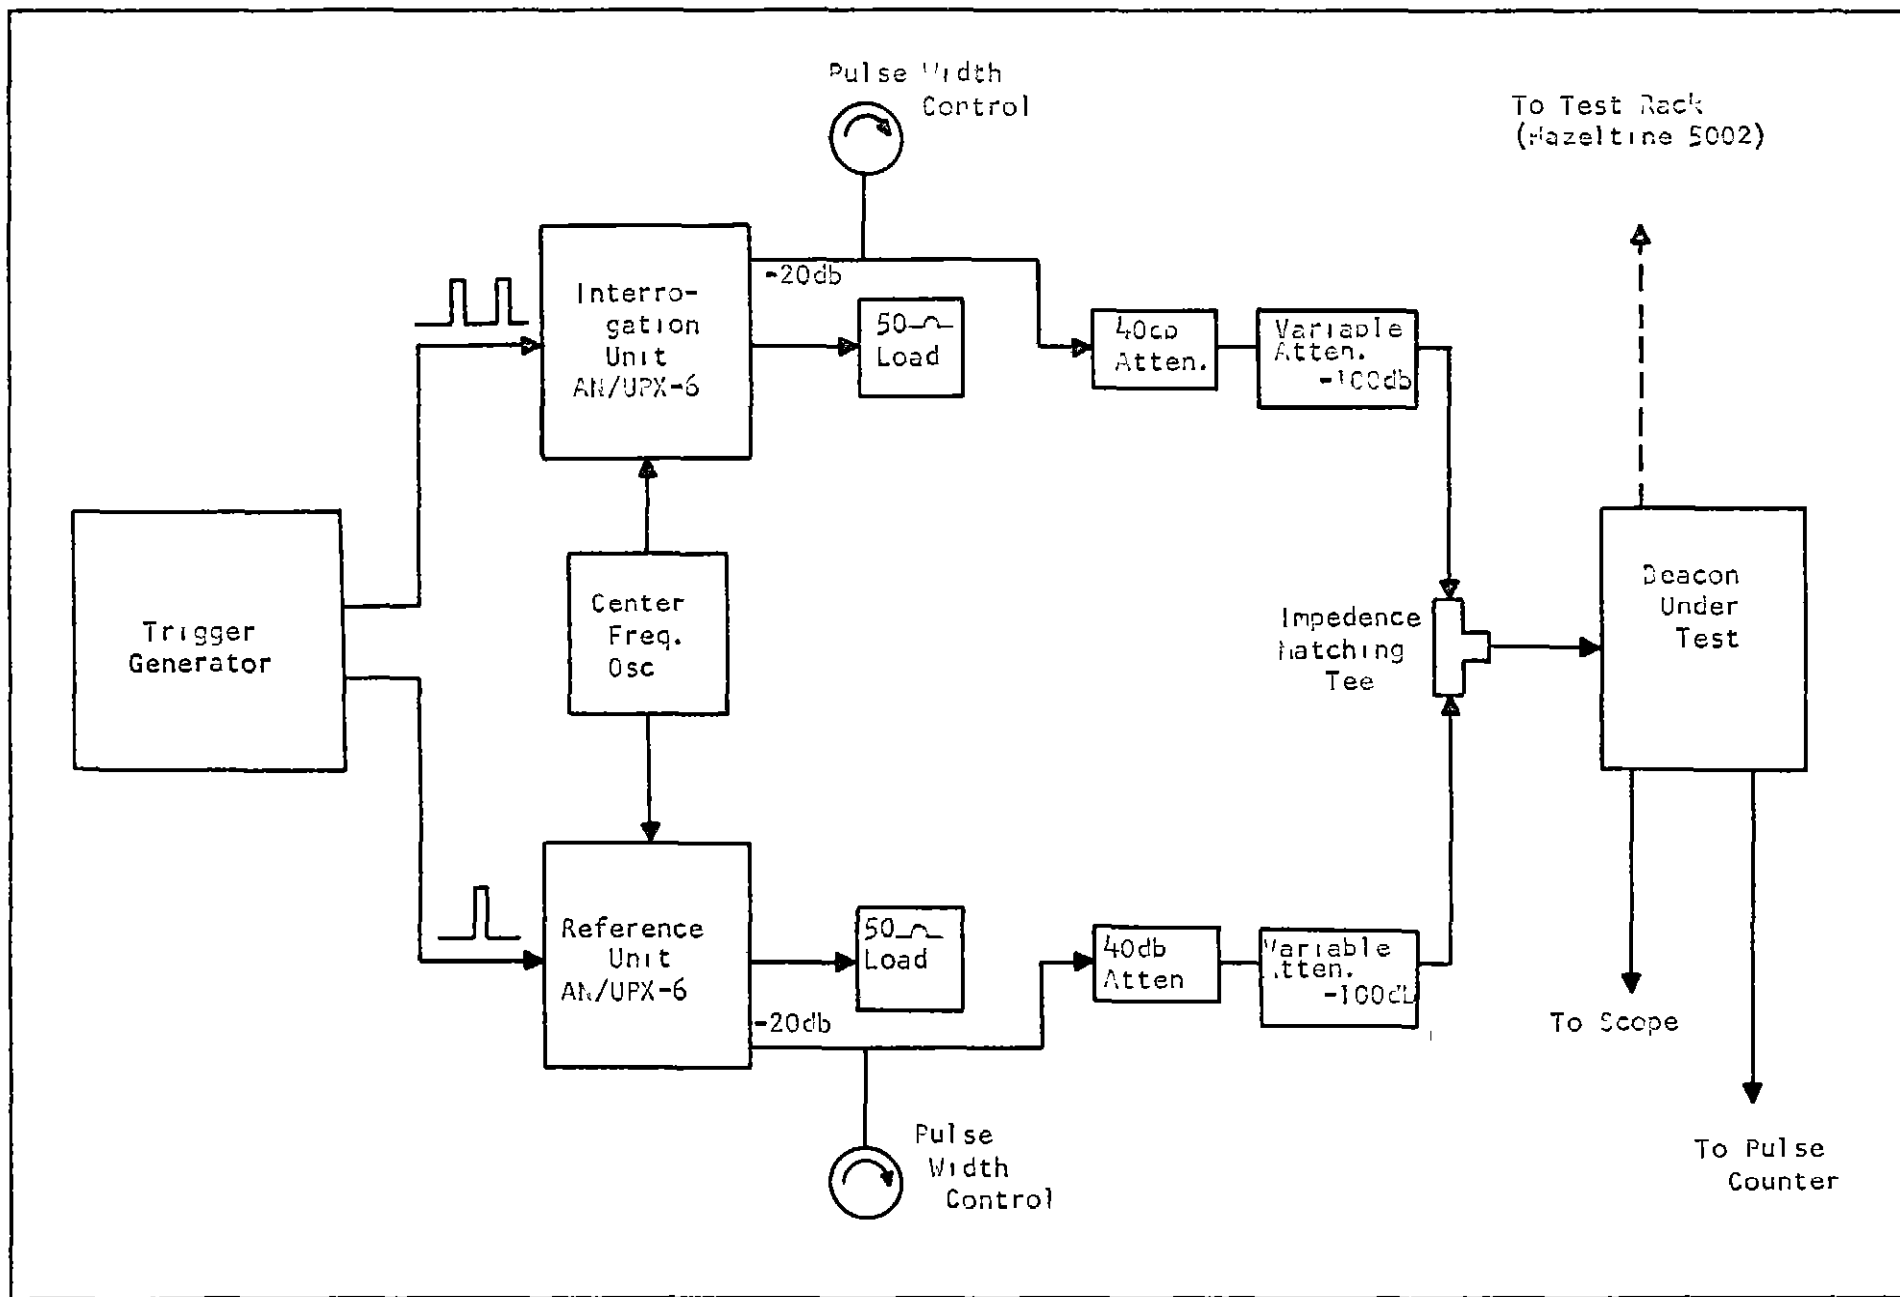 Pulse Width
Control
To Test Rack
(Hazeltine 5002)
Interro-
gation
Unit
AN/UPX-6
-20db
50
Load
40db
Atten.
Variable
Atten.
-100db
Trigger
Generator
Center
Freq.
Osc
Impedence
Matching
Tee
Beacon
Under
Test
Reference
Unit
AN/UPX-6
-20db
50
Load
40db
Atten
Variable
Atten.
-100db
To Scope
Pulse
Width
Control
To Pulse
Counter